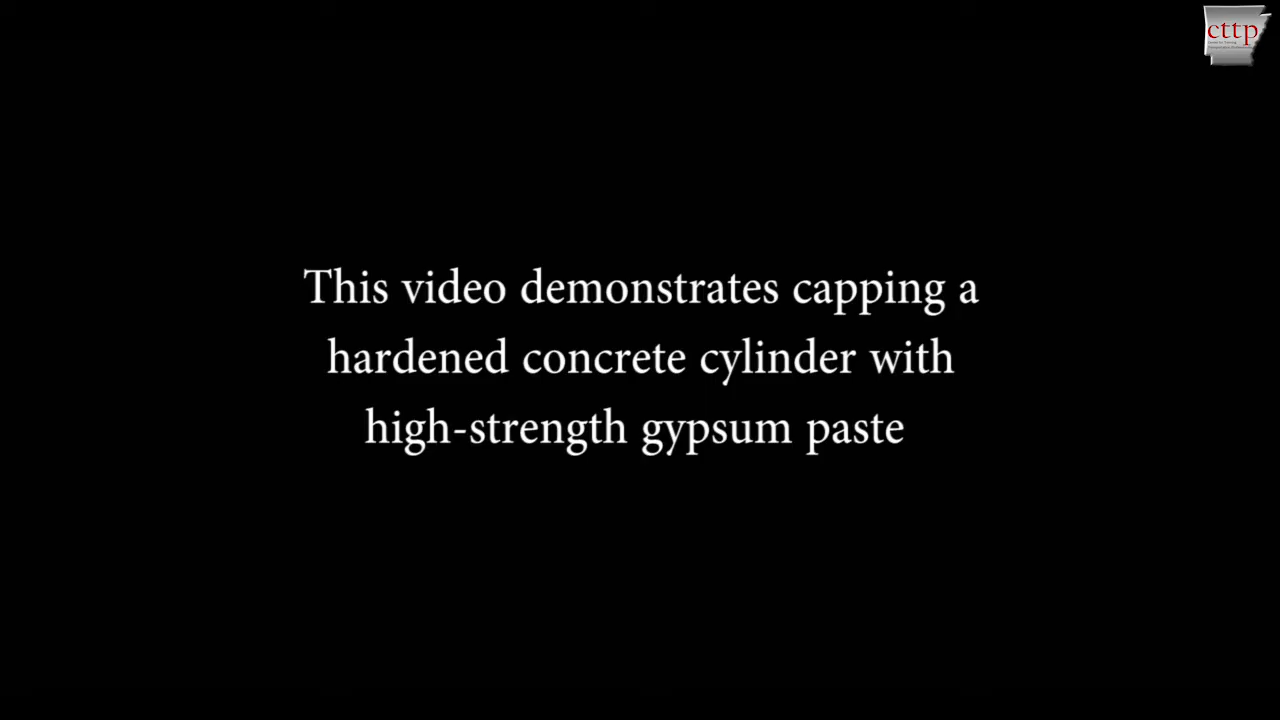 cttp
This video demonstrates capping a
hardened concrete cylinder with
high-strength gypsum paste